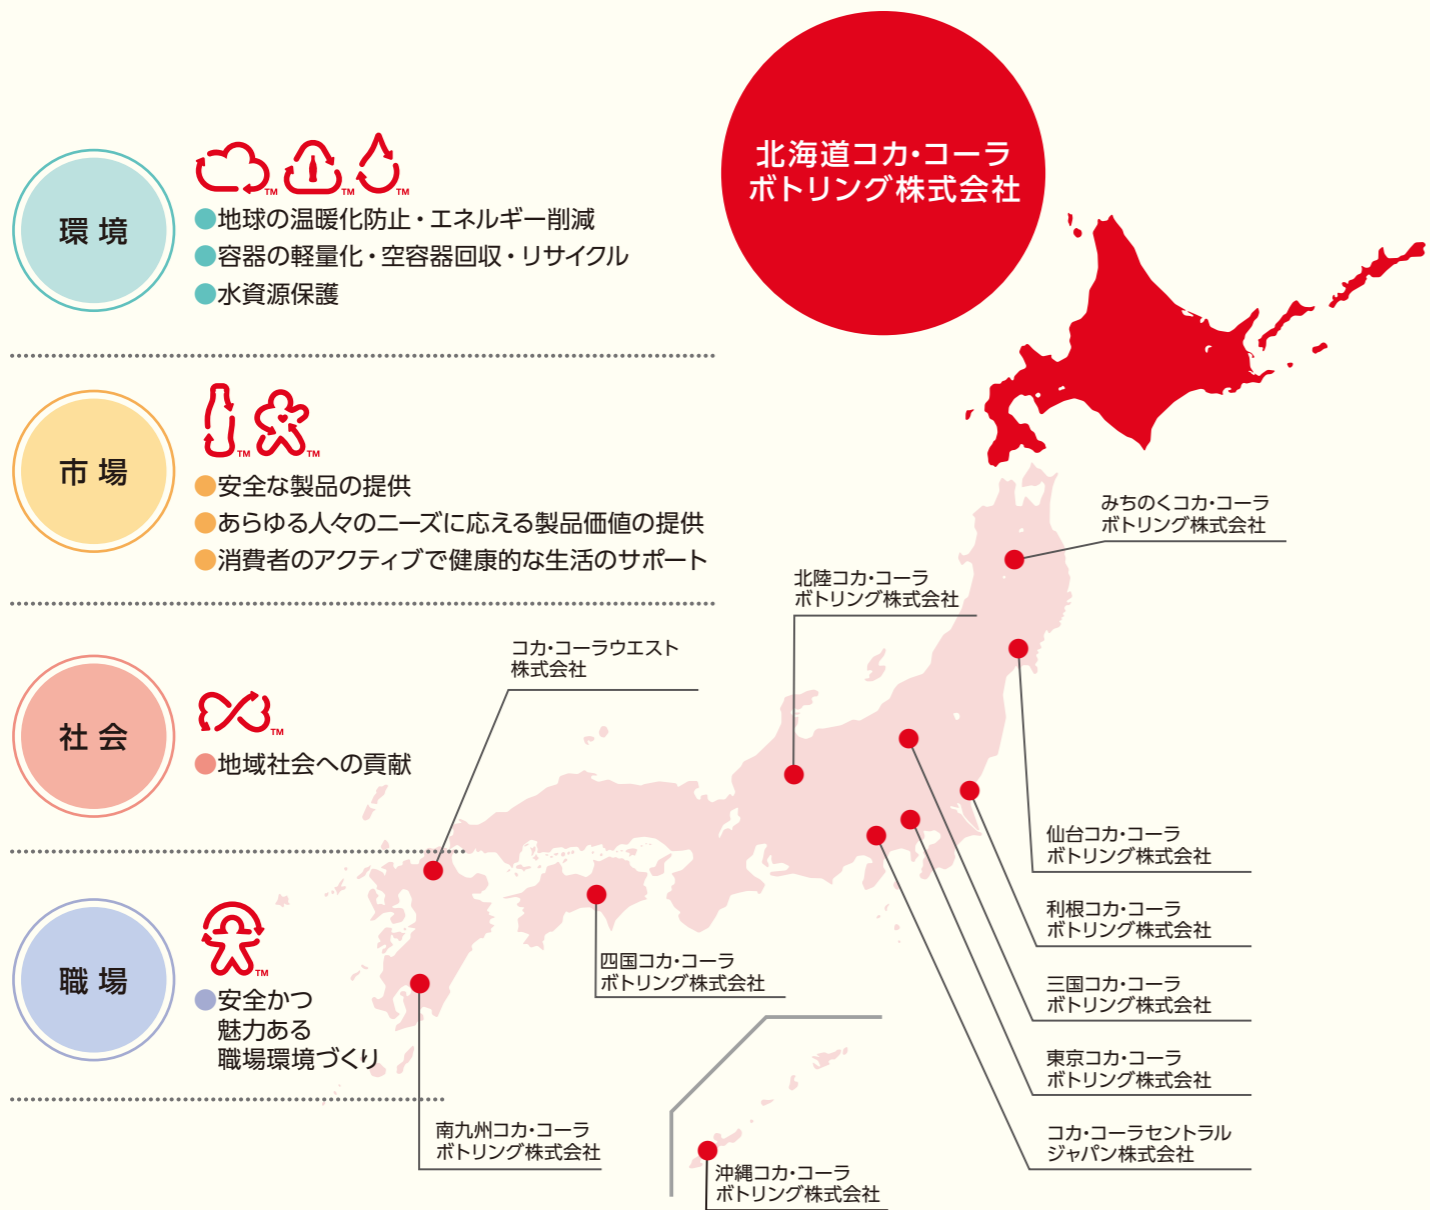 環境
TM TM TM
●地球の温暖化防止・エネルギー削減
●容器の軽量化・空容器回収・リサイクル
●水資源保護
市場
TM TM
●安全な製品の提供
●あらゆる人々のニーズに応える製品価値の提供
●消費者のアクティブで健康的な生活のサポート
社会
TM
●地域社会への貢献
職場
TM
●安全かつ
魅力ある
職場環境づくり
北海道コカ・コーラ
ボトリング株式会社
みちのくコカ・コーラ
ボトリング株式会社
北陸コカ・コーラ
ボトリング株式会社
コカ・コーラウエスト
株式会社
仙台コカ・コーラ
ボトリング株式会社
利根コカ・コーラ
ボトリング株式会社
四国コカ・コーラ
ボトリング株式会社
三国コカ・コーラ
ボトリング株式会社
東京コカ・コーラ
ボトリング株式会社
コカ・コーラセントラル
ジャパン株式会社
南九州コカ・コーラ
ボトリング株式会社
沖縄コカ・コーラ
ボトリング株式会社